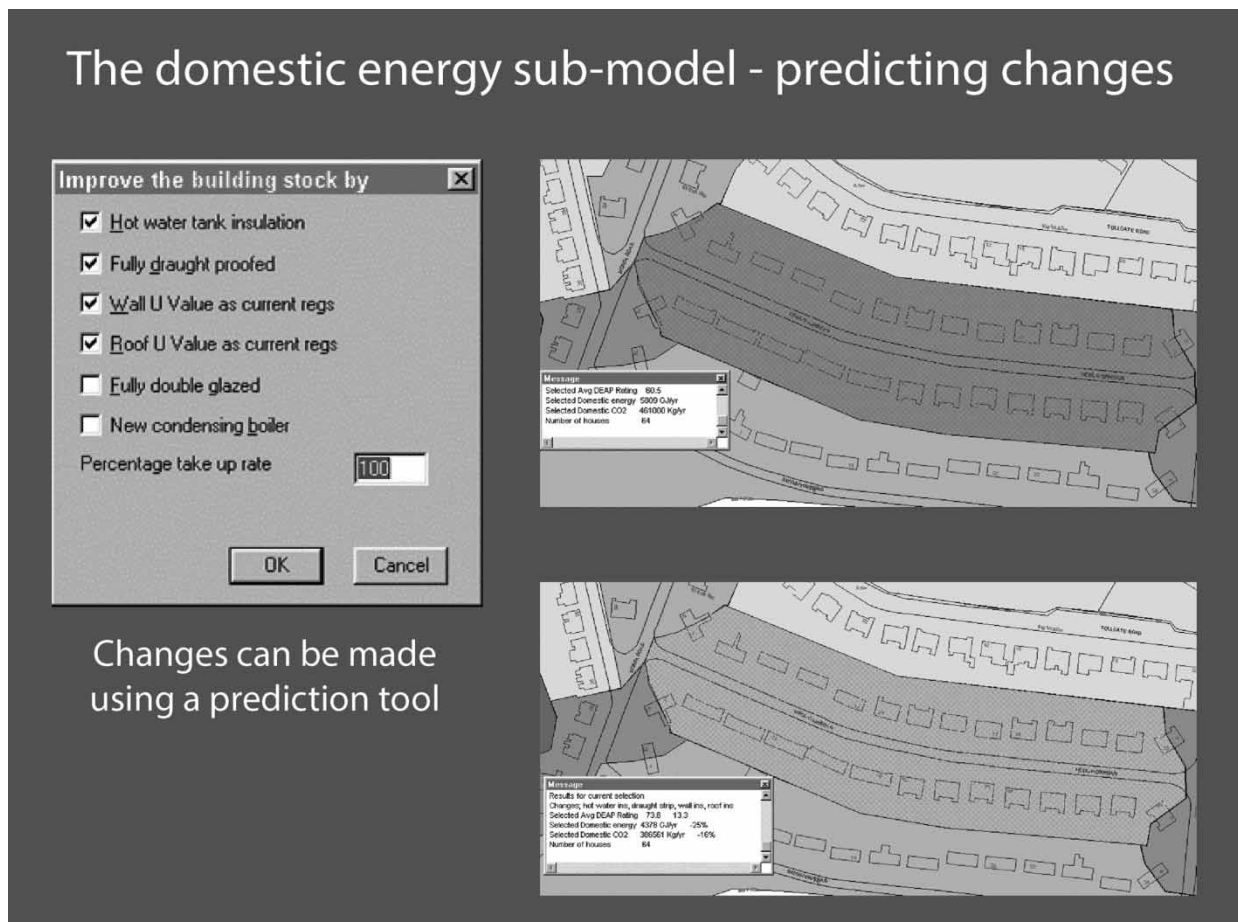 The domestic energy sub-model - predicting changes
Improve the building stock by
Hot water tank insulation
Fully draught proofed
Wall U Value as current regs
Roof U Value as current regs
Fully double glazed
New condensing boiler
Percentage take up rate 100
OK Cancel
Changes can be made
using a prediction tool
TOLLGATE ROAD
Message
Selected Avg DEAP Rating 60.5
Selected Domestic energy 5809 GJ/yr
Selected Domestic CO2 461000 Kg/yr
Number of houses 64
TOLLGATE ROAD
Message
Results for current selection
Changes; hot water ins, draught strip, wall ins, roof ins
Selected Avg DEAP Rating 73.8 13.3
Selected Domestic energy 4378 GJ/yr -25%
Selected Domestic CO2 386561 Kg/yr -16%
Number of houses 64